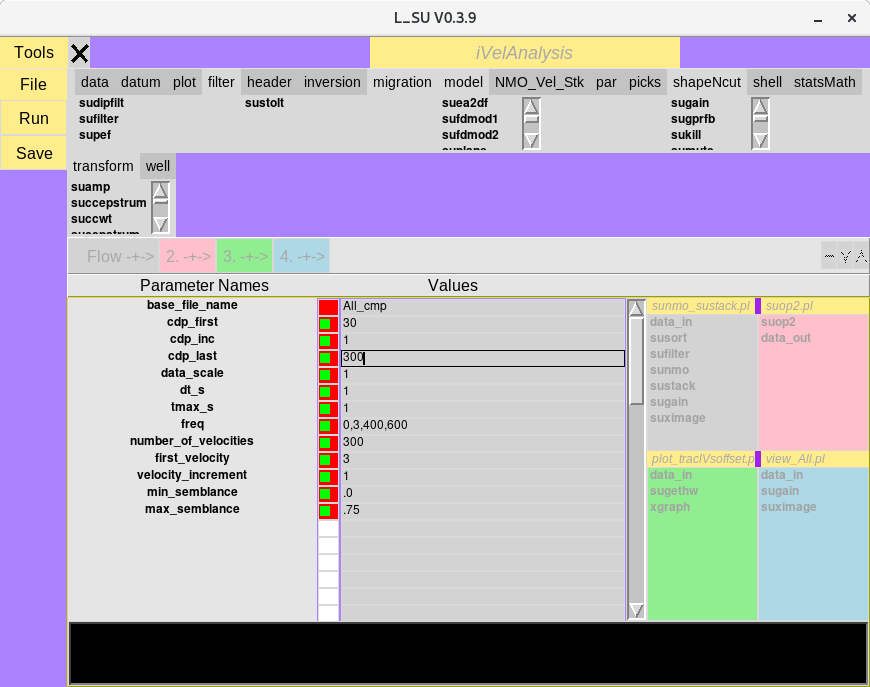 L_SU V0.3.9
Tools
iVelAnalysis
File
data datum plot filter header inversion migration model NMO_Vel_Stk par picks shapeNcut shell statsMath
Run
sudipfilt sustolt suea2df sugain
sufilter sufdmod1 sugprfb
supef sufdmod2 sukill
Save
transform well
suamp
succepstrum
succwt
Flow -+-> 2. -+-> 3. -+-> 4. -+->
Parameter Names Values
base_file_name All_cmp
cdp_first 30
cdp_inc 1
cdp_last 300
data_scale 1
dt_s 1
tmax_s 1
freq 0,3,400,600
number_of_velocities 300
first_velocity 3
velocity_increment 1
min_semblance .0
max_semblance .75
sunmo_sustack.pl
data_in
susort
sufilter
sunmo
sustack
sugain
suximage
suop2.pl
suop2
data_out
plot_traclVsoffset.p
data_in
sugethw
xgraph
view_All.pl
data_in
sugain
suximage